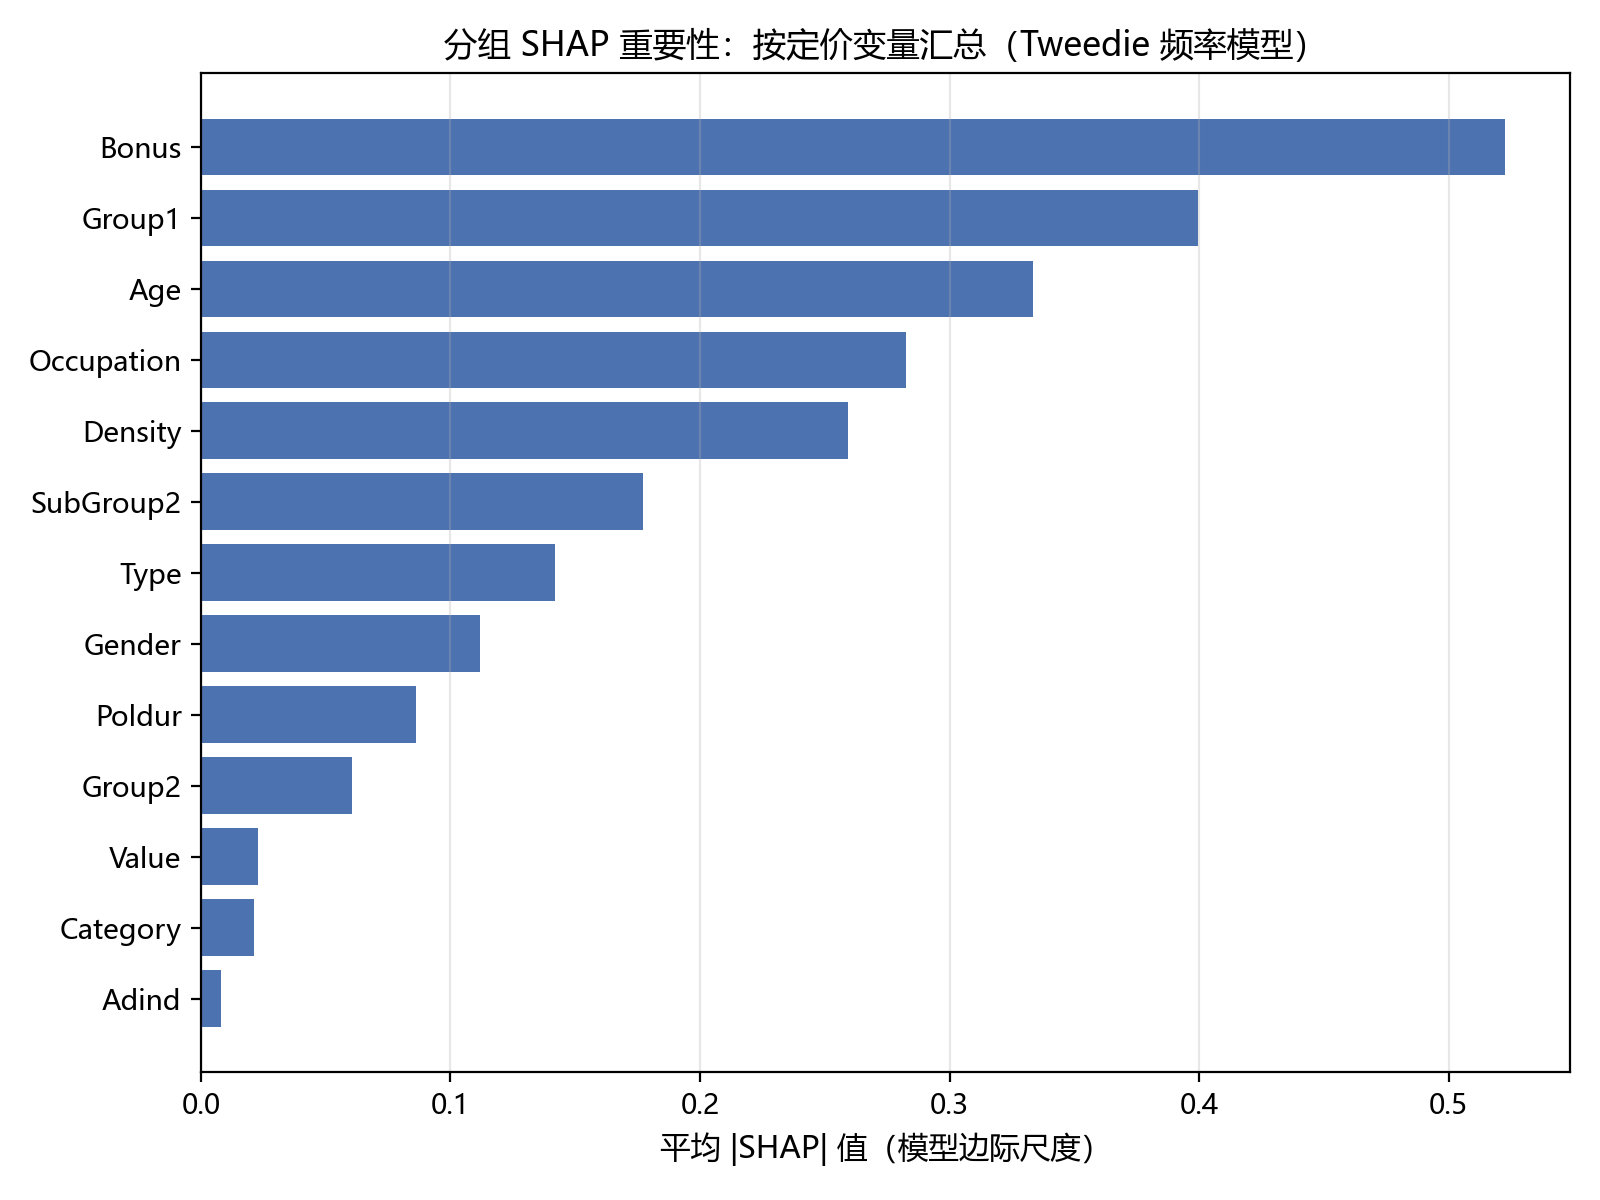 分组 SHAP 重要性：按定价变量汇总（Tweedie 频率模型）
Bonus
Group1
Age
Occupation
Density
SubGroup2
Type
Gender
Poldur
Group2
Value
Category
Adind
0.0 0.1 0.2 0.3 0.4 0.5
平均 |SHAP| 值（模型边际尺度）